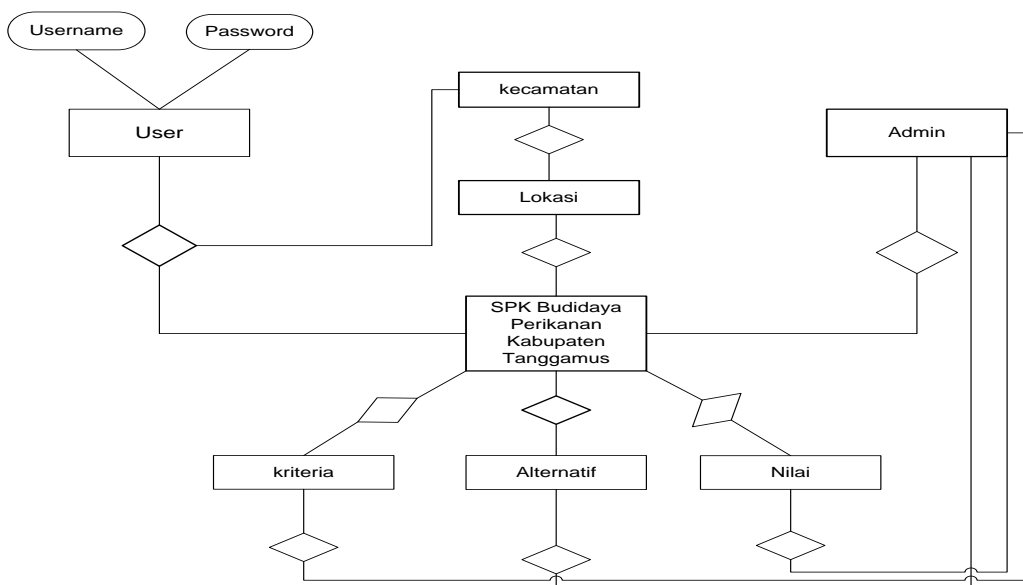 Username
Password
kecamatan
User
Admin
Lokasi
SPK Budidaya
Perikanan
Kabupaten
Tanggamus
kriteria
Alternatif
Nilai